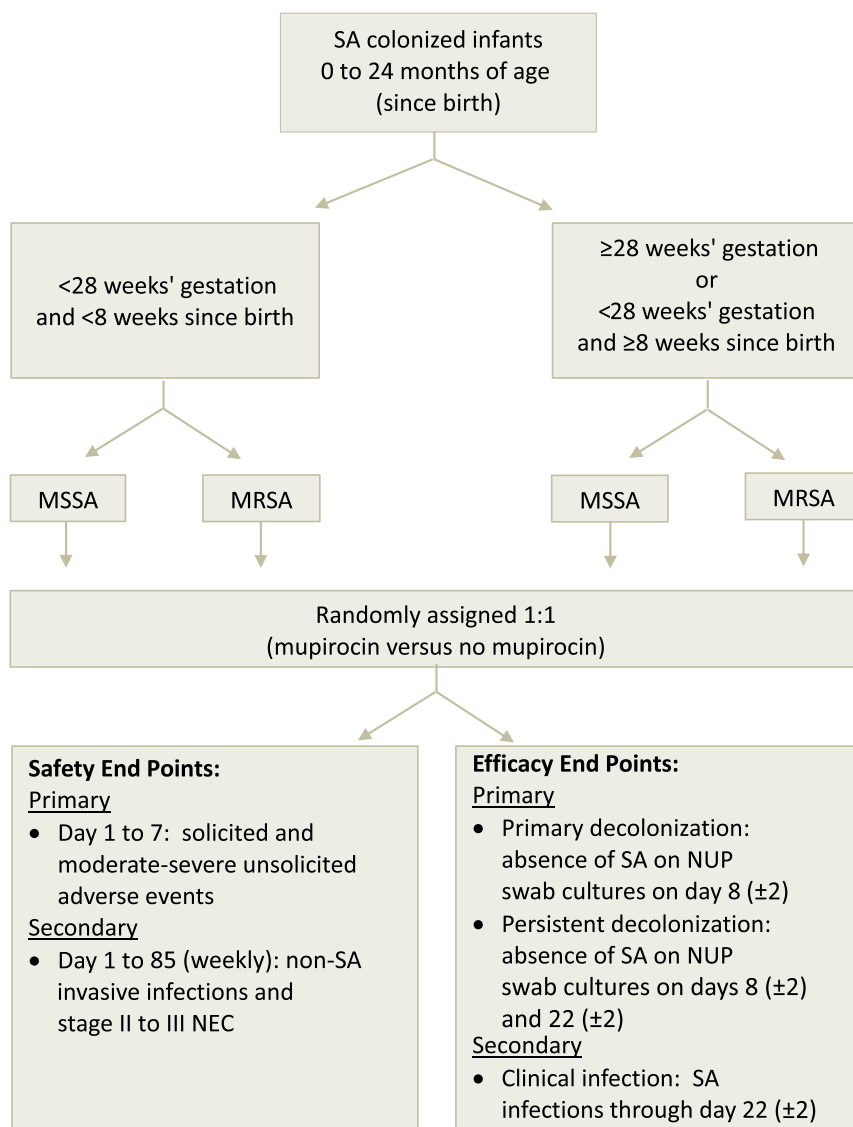 SA colonized infants
0 to 24 months of age
(since birth)
<28 weeks' gestation
and <8 weeks since birth
≥28 weeks' gestation
or
<28 weeks' gestation
and ≥8 weeks since birth
MSSA
MRSA
MSSA
MRSA
Randomly assigned 1:1
(mupirocin versus no mupirocin)
Safety End Points:
Primary
• Day 1 to 7: solicited and
moderate-severe unsolicited
adverse events
Secondary
• Day 1 to 85 (weekly): non-SA
invasive infections and
stage II to III NEC
Efficacy End Points:
Primary
• Primary decolonization:
absence of SA on NUP
swab cultures on day 8 (±2)
• Persistent decolonization:
absence of SA on NUP
swab cultures on days 8 (±2)
and 22 (±2)
Secondary
• Clinical infection: SA
infections through day 22 (±2)